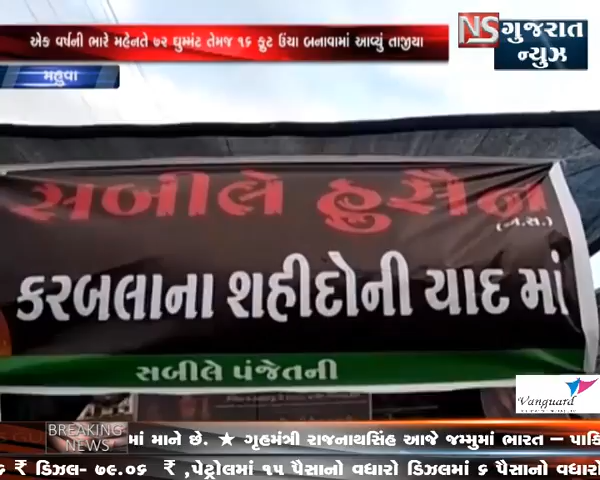 એક વર્ષની ભારે મહેનતે ૭૨ ઘુમ્મંટ તેમજ ૧૬ ફૂટ ઉંચા બનાવામાં આવ્યું તાજીયા
NS ગુજરાત
ન્યુઝ
મહુવા
સબીલે હુસૈન
(અ.સ.)
કરબલાના શહીદોની યાદ માં
સબીલે પંજેતની
Vanguard
BREAKING NEWS
માં માને છે. ★ ગૃહમંત્રી રાજનાથસિંહ આજે જમ્મુમાં ભારત – પાકિ
૬ ₹ ડિઝલ- ૭૯.૦૬ ₹ ,પેટ્રોલમાં ૧૫ પૈસાનો વધારો ડિઝલમાં ૬ પૈસાનો વધારો